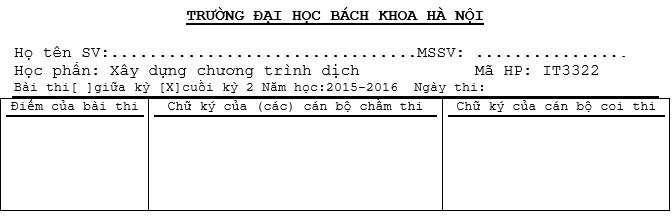 TRƯỜNG ĐẠI HỌC BÁCH KHOA HÀ NỘI
Họ tên SV:................................MSSV: ................
Học phần: Xây dựng chương trình dịch Mã HP: IT3322
Bài thi[ ]giữa kỳ [X]cuối kỳ 2 Năm học:2015-2016 Ngày thi:
Điểm của bài thi Chữ ký của (các) cán bộ chấm thi Chữ ký của cán bộ coi thi